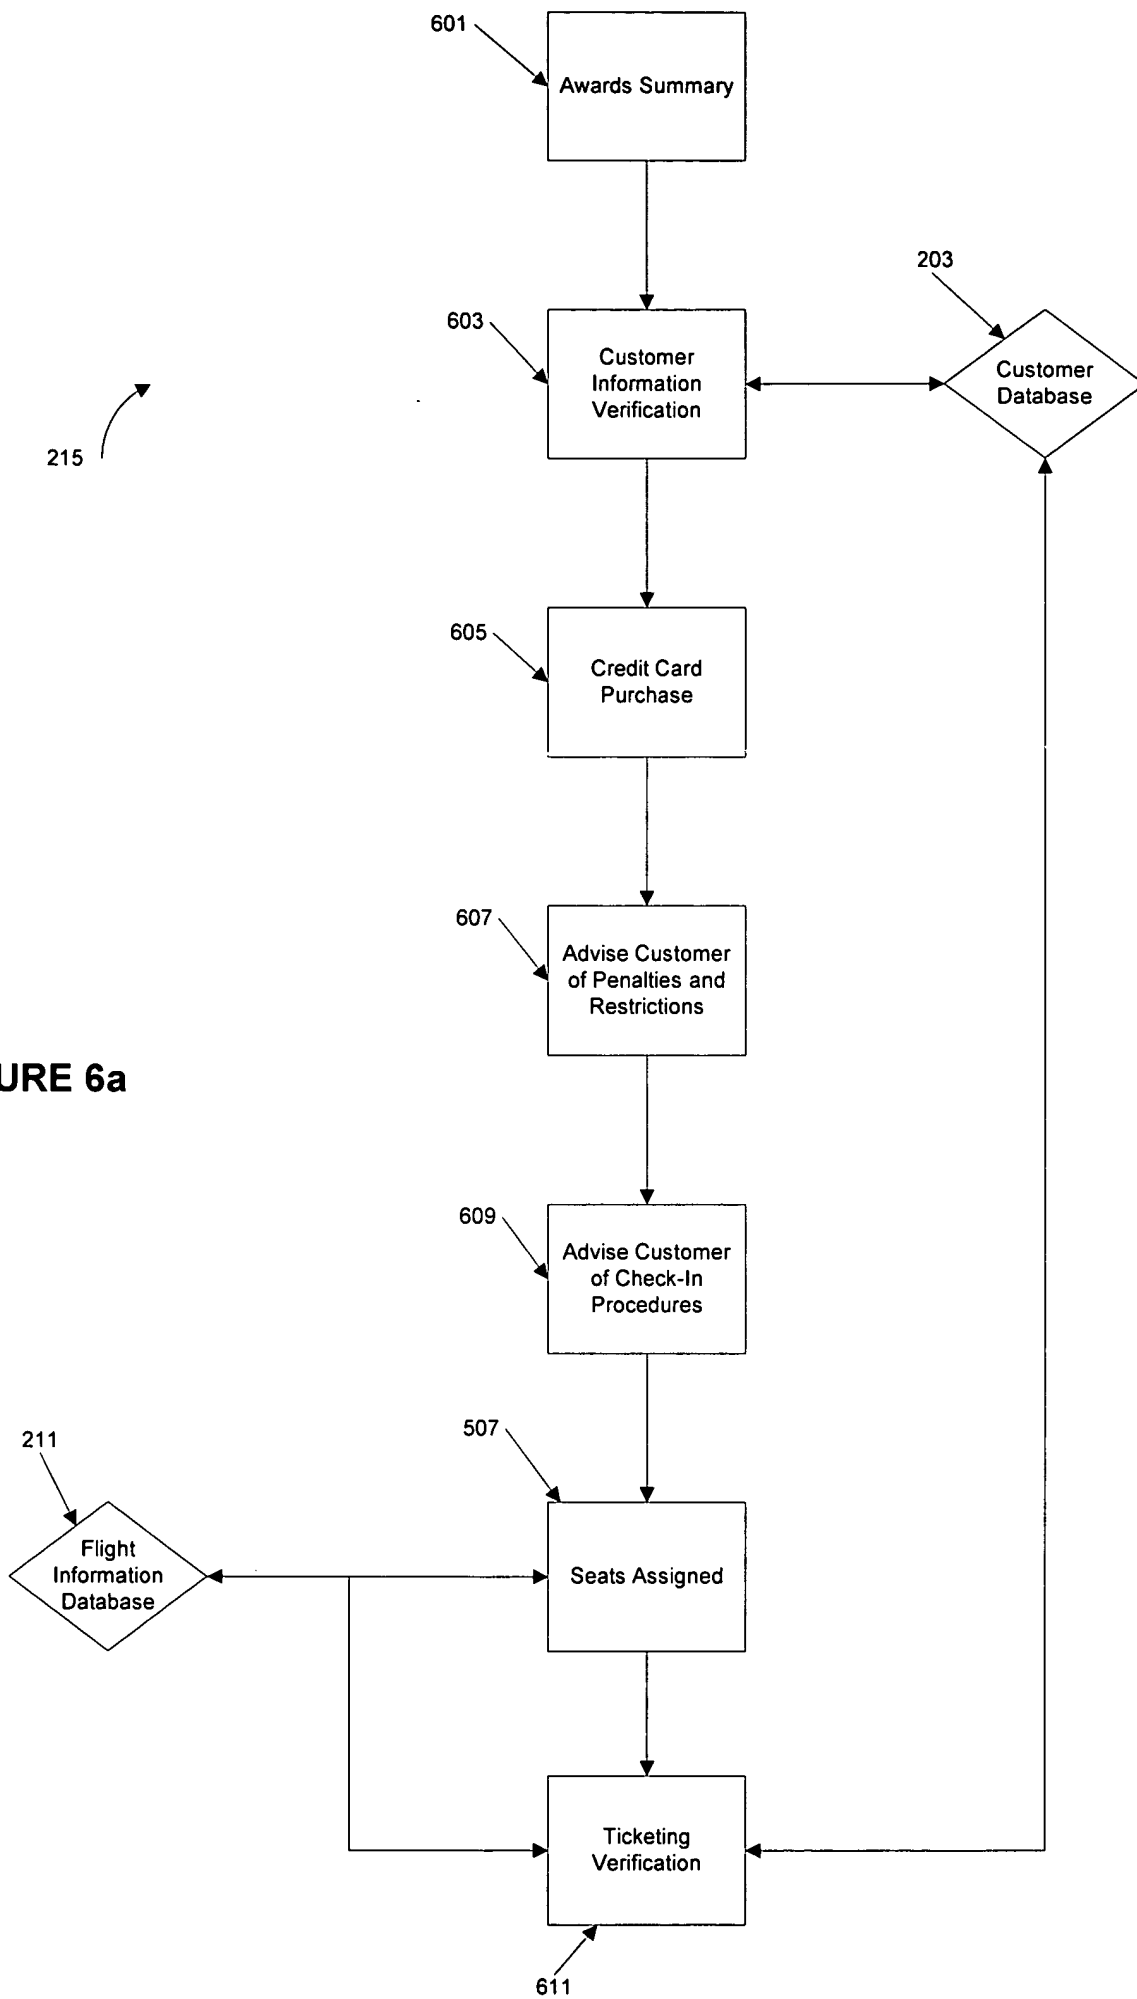 601
Awards Summary
203
603
Customer
Information
Verification
Customer
Database
215
605
Credit Card
Purchase
607
Advise Customer
of Penalties and
Restrictions
URE 6a
609
Advise Customer
of Check-In
Procedures
507
211
Flight
Information
Database
Seats Assigned
Ticketing
Verification
611